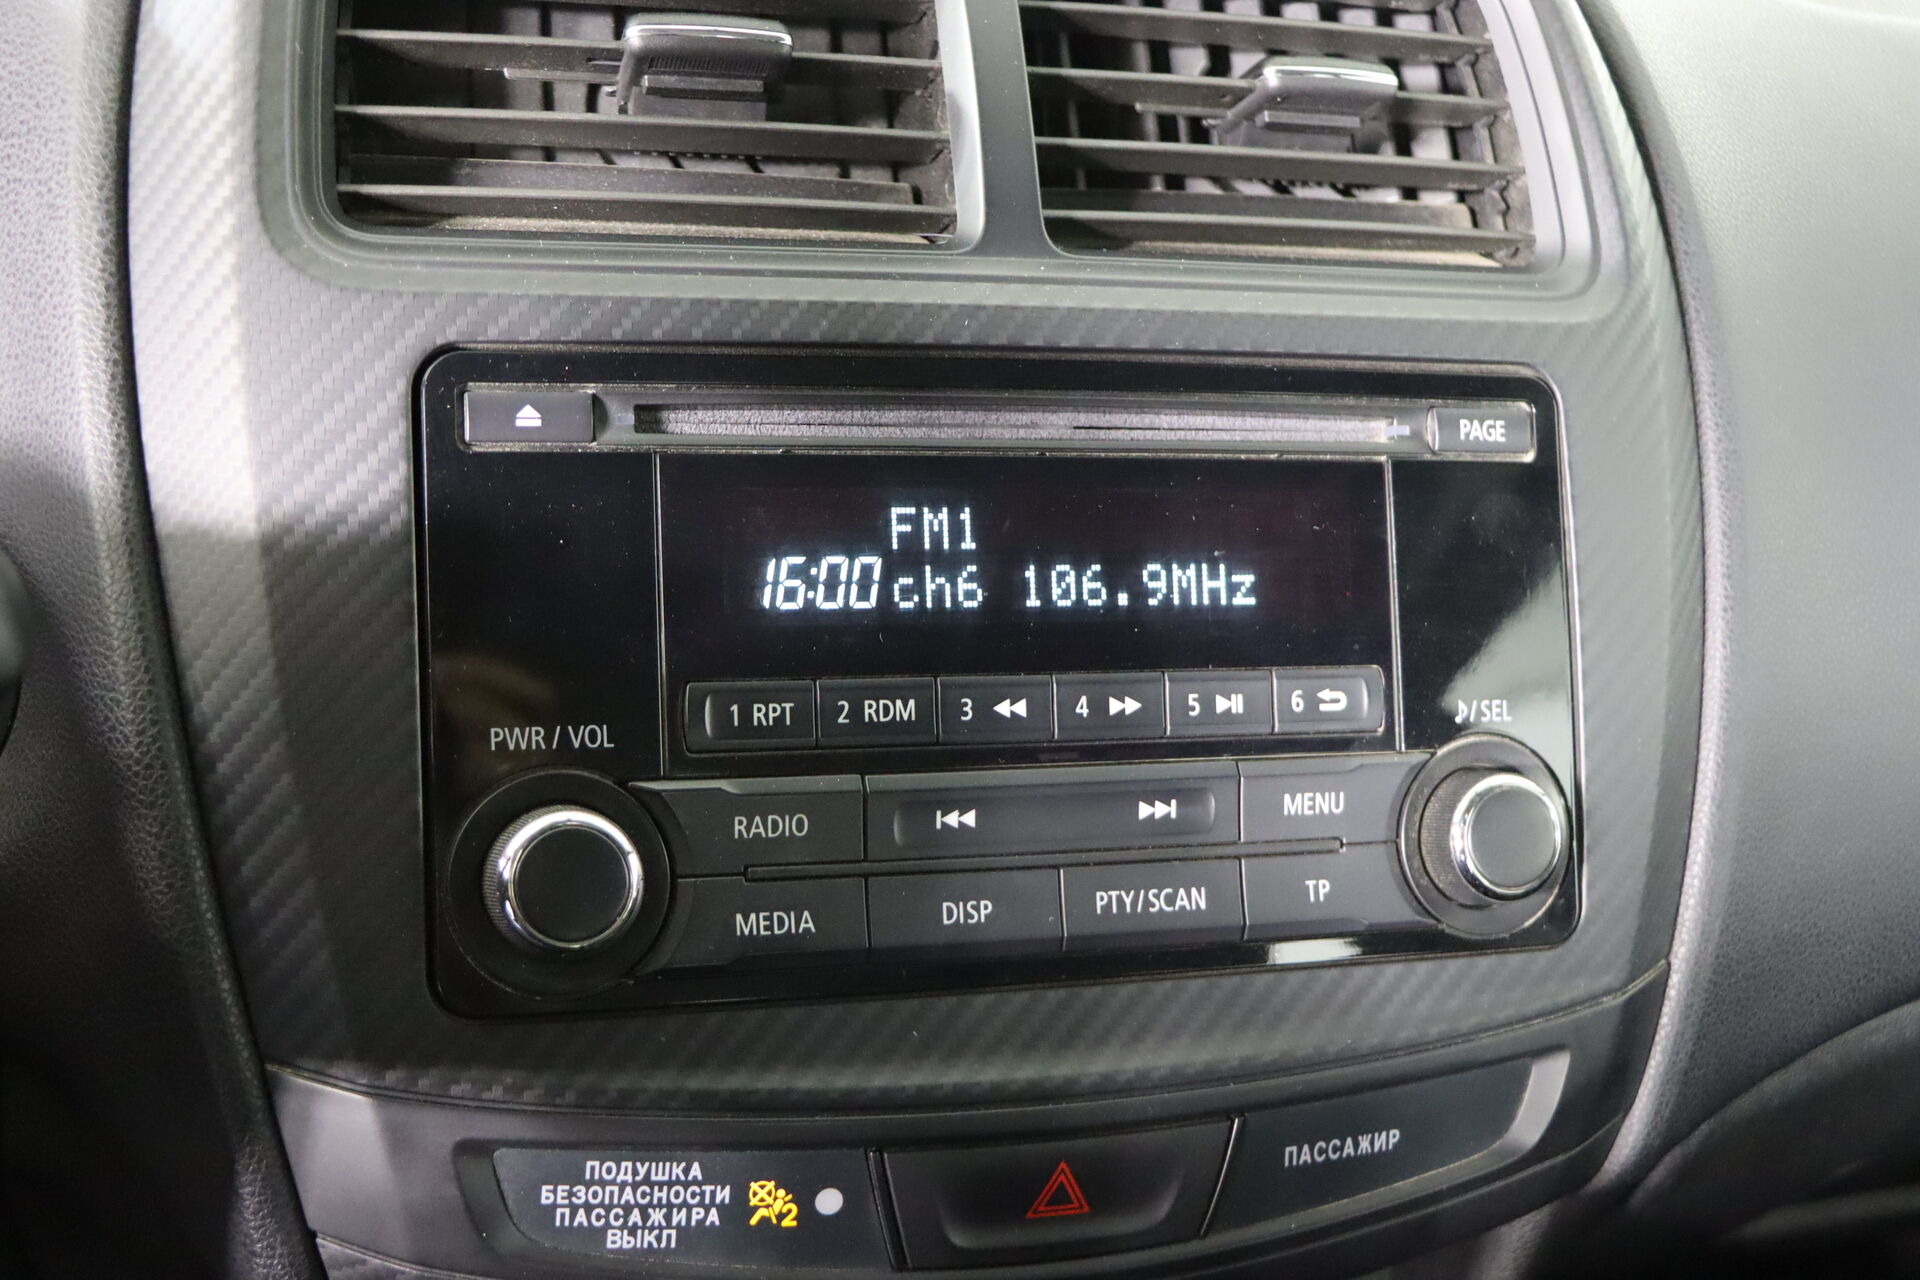 PAGE
FM1
16:00 ch6 106.9MHz
1 RPT 2 RDM 3 4 5 6
PWR / VOL
♪/SEL
RADIO MENU
MEDIA DISP PTY/SCAN TP
ПОДУШКА
БЕЗОПАСНОСТИ
ПАССАЖИРА
ВЫКЛ
2
ПАССАЖИР